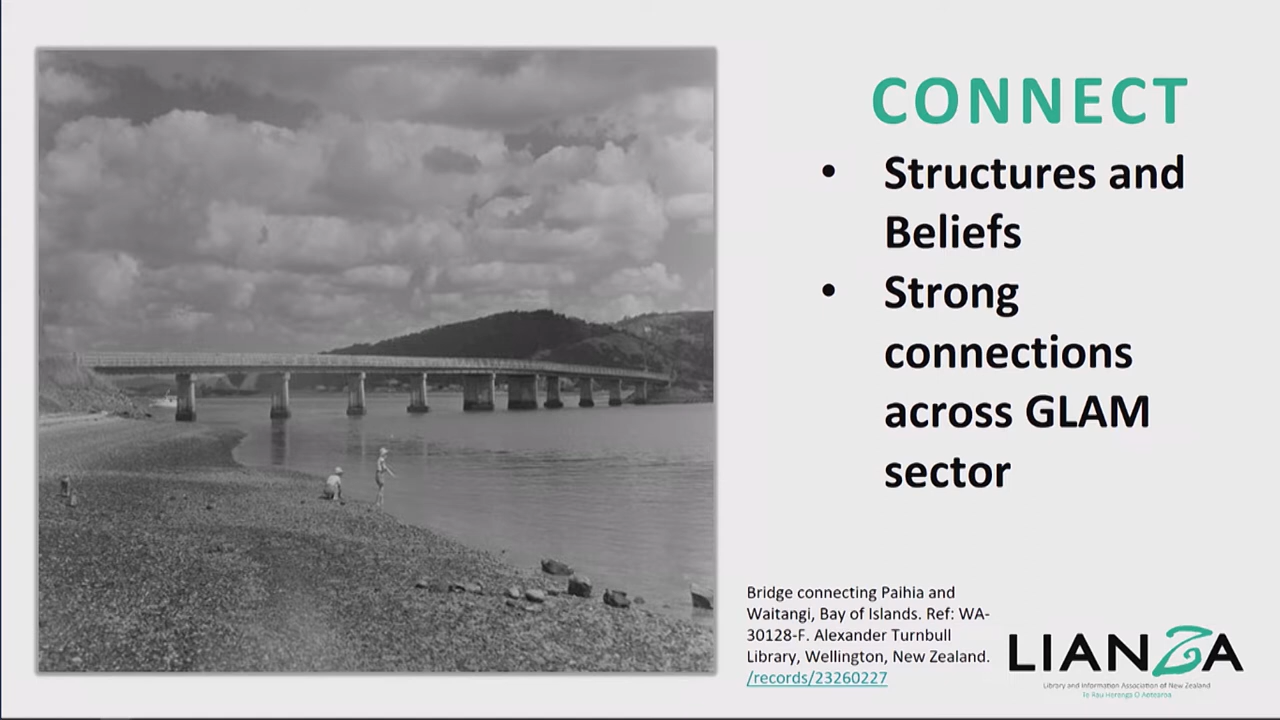 CONNECT
• Structures and
Beliefs
• Strong
connections
across GLAM
sector
Bridge connecting Paihia and
Waitangi, Bay of Islands. Ref: WA-
30128-F. Alexander Turnbull
Library, Wellington, New Zealand.
/records/23260227
LIANZA
Library and Information Association of New Zealand
Te Rau Herenga O Aotearoa